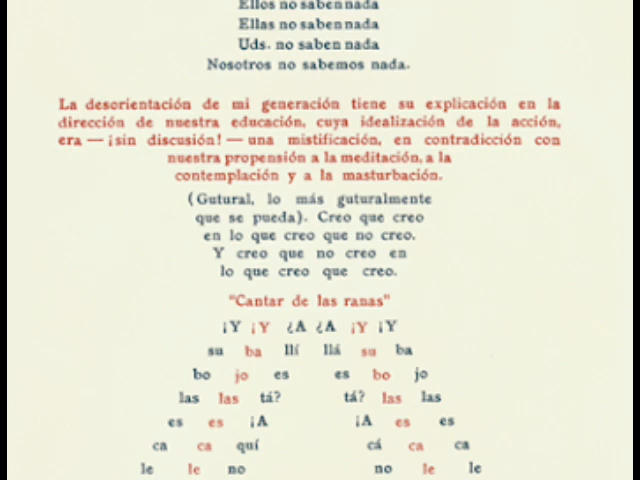 Ellos no saben nada
Ellas no saben nada
Uds. no saben nada
Nosotros no sabemos nada.
La desorientación de mi generación tiene su explicación en la
dirección de nuestra educación, cuya idealización de la acción,
era — ¡sin discusión! — una mistificación, en contradicción con
nuestra propensión a la meditación, a la
contemplación y a la masturbación.
(Gutural, lo más guturalmente
que se pueda). Creo que creo
en lo que creo que no creo.
Y creo que no creo en
lo que creo que creo.
"Cantar de las ranas"
¡Y ¡Y ¿A ¿A ¡Y ¡Y
su ba llí llá su ba
bo jo es es bo jo
las las tá? tá? las las
es es ¡A ¡A es es
ca ca quí cá ca ca
le le no no le le